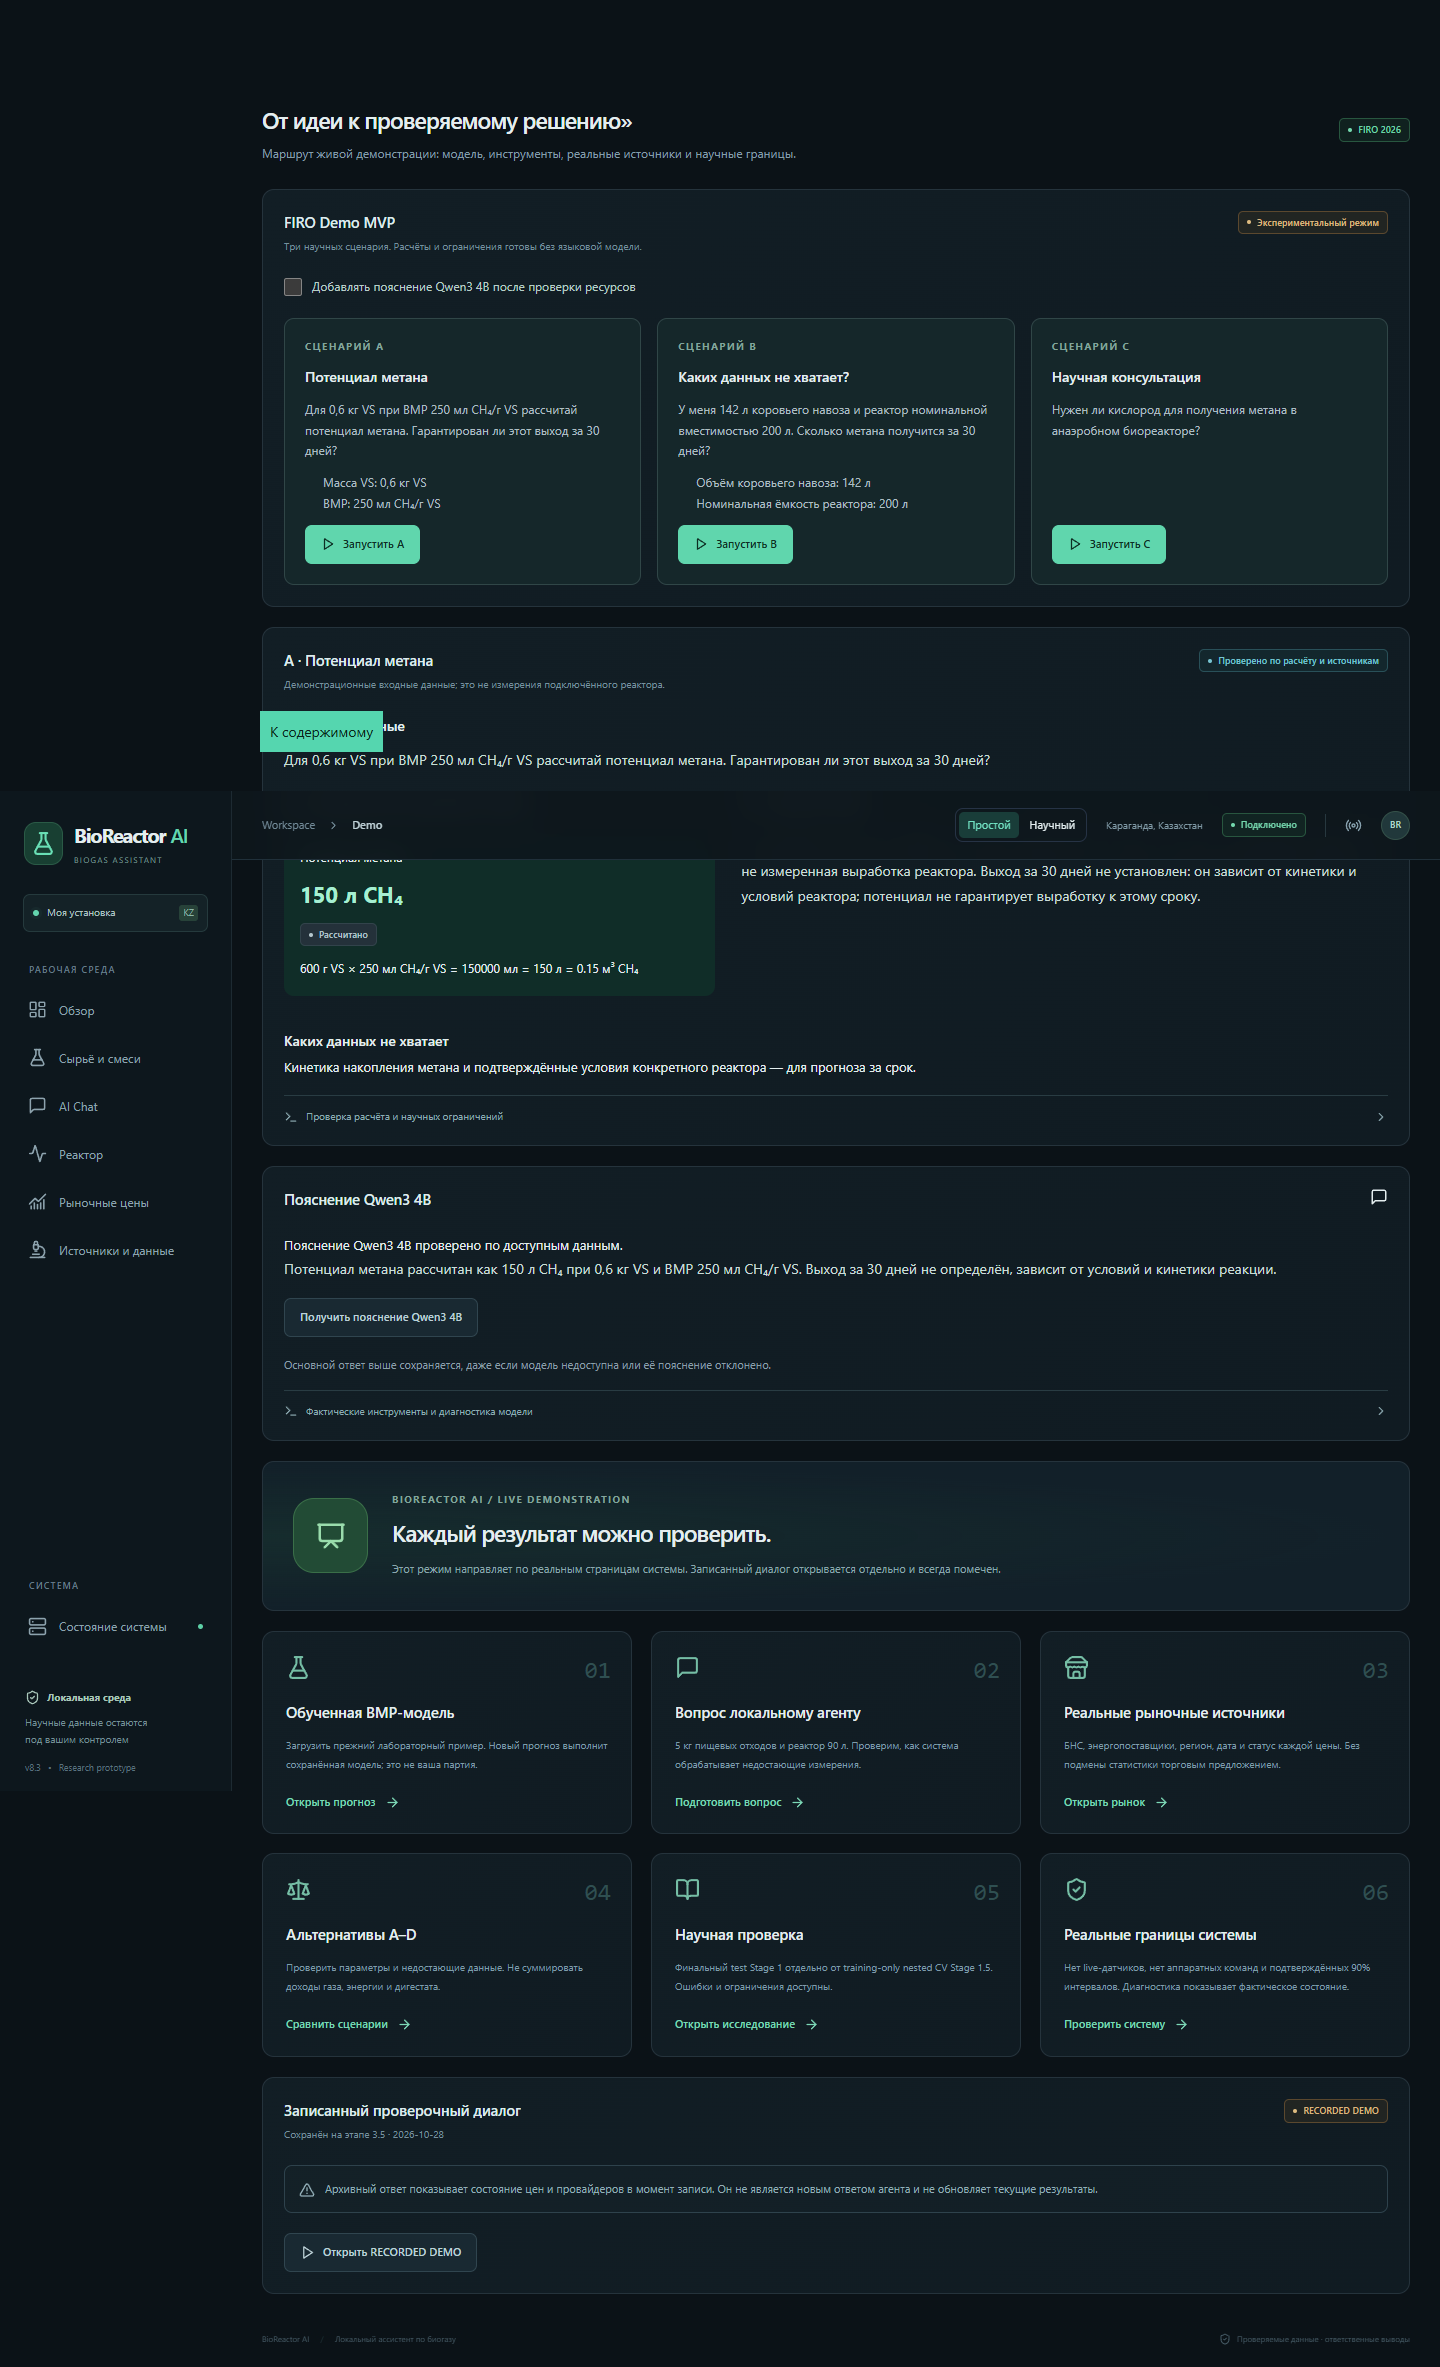 От идеи к проверяемому решению»
FIRO 2026
Маршрут живой демонстрации: модель, инструменты, реальные источники и научные границы.
FIRO Demo MVP
Экспериментальный режим
Три научных сценария. Расчёты и ограничения готовы без языковой модели.
Добавлять пояснение Qwen3 4B после проверки ресурсов
СЦЕНАРИЙ A
Потенциал метана
Для 0,6 кг VS при BMP 250 мл CH₄/г VS рассчитай
потенциал метана. Гарантирован ли этот выход за 30
дней?
Масса VS: 0,6 кг VS
BMP: 250 мл CH₄/г VS
Запустить A
СЦЕНАРИЙ B
Каких данных не хватает?
У меня 142 л коровьего навоза и реактор номинальной
вместимостью 200 л. Сколько метана получится за 30
дней?
Объём коровьего навоза: 142 л
Номинальная ёмкость реактора: 200 л
Запустить B
СЦЕНАРИЙ C
Научная консультация
Нужен ли кислород для получения метана в
анаэробном биореакторе?
Запустить C
A · Потенциал метана
Проверено по расчёту и источникам
Демонстрационные входные данные; это не измерения подключённого реактора.
К содержимому
ные
Для 0,6 кг VS при BMP 250 мл CH₄/г VS рассчитай потенциал метана. Гарантирован ли этот выход за 30 дней?
BioReactor AI
BIOGAS ASSISTANT
Моя установка
KZ
РАБОЧАЯ СРЕДА
Обзор
Сырьё и смеси
AI Chat
Реактор
Рыночные цены
Источники и данные
СИСТЕМА
Состояние системы
Локальная среда
Научные данные остаются
под вашим контролем
v8.3 • Research prototype
Workspace
Demo
Простой
Научный
Караганда, Казахстан
Подключено
BR
Потенциал метана
150 л CH₄
Рассчитано
600 г VS × 250 мл CH₄/г VS = 150000 мл = 150 л = 0.15 м³ CH₄
не измеренная выработка реактора. Выход за 30 дней не установлен: он зависит от кинетики и
условий реактора; потенциал не гарантирует выработку к этому сроку.
Каких данных не хватает
Кинетика накопления метана и подтверждённые условия конкретного реактора — для прогноза за срок.
Проверка расчёта и научных ограничений
Пояснение Qwen3 4B
Пояснение Qwen3 4B проверено по доступным данным.
Потенциал метана рассчитан как 150 л CH₄ при 0,6 кг VS и BMP 250 мл CH₄/г VS. Выход за 30 дней не определён, зависит от условий и кинетики реакции.
Получить пояснение Qwen3 4B
Основной ответ выше сохраняется, даже если модель недоступна или её пояснение отклонено.
Фактические инструменты и диагностика модели
BIOREACTOR AI / LIVE DEMONSTRATION
Каждый результат можно проверить.
Этот режим направляет по реальным страницам системы. Записанный диалог открывается отдельно и всегда помечен.
01
Обученная BMP-модель
Загрузить прежний лабораторный пример. Новый прогноз выполнит
сохранённая модель; это не ваша партия.
Открыть прогноз
02
Вопрос локальному агенту
5 кг пищевых отходов и реактор 90 л. Проверим, как система
обрабатывает недостающие измерения.
Подготовить вопрос
03
Реальные рыночные источники
БНС, энергопоставщики, регион, дата и статус каждой цены. Без
подмены статистики торговым предложением.
Открыть рынок
04
Альтернативы A–D
Проверить параметры и недостающие данные. Не суммировать
доходы газа, энергии и дигестата.
Сравнить сценарии
05
Научная проверка
Финальный test Stage 1 отдельно от training-only nested CV Stage 1.5.
Ошибки и ограничения доступны.
Открыть исследование
06
Реальные границы системы
Нет live-датчиков, нет аппаратных команд и подтверждённых 90%
интервалов. Диагностика показывает фактическое состояние.
Проверить систему
Записанный проверочный диалог
RECORDED DEMO
Сохранён на этапе 3.5 · 2026-10-28
Архивный ответ показывает состояние цен и провайдеров в момент записи. Он не является новым ответом агента и не обновляет текущие результаты.
Открыть RECORDED DEMO
BioReactor AI / Локальный ассистент по биогазу
Проверяемые данные · ответственные выводы